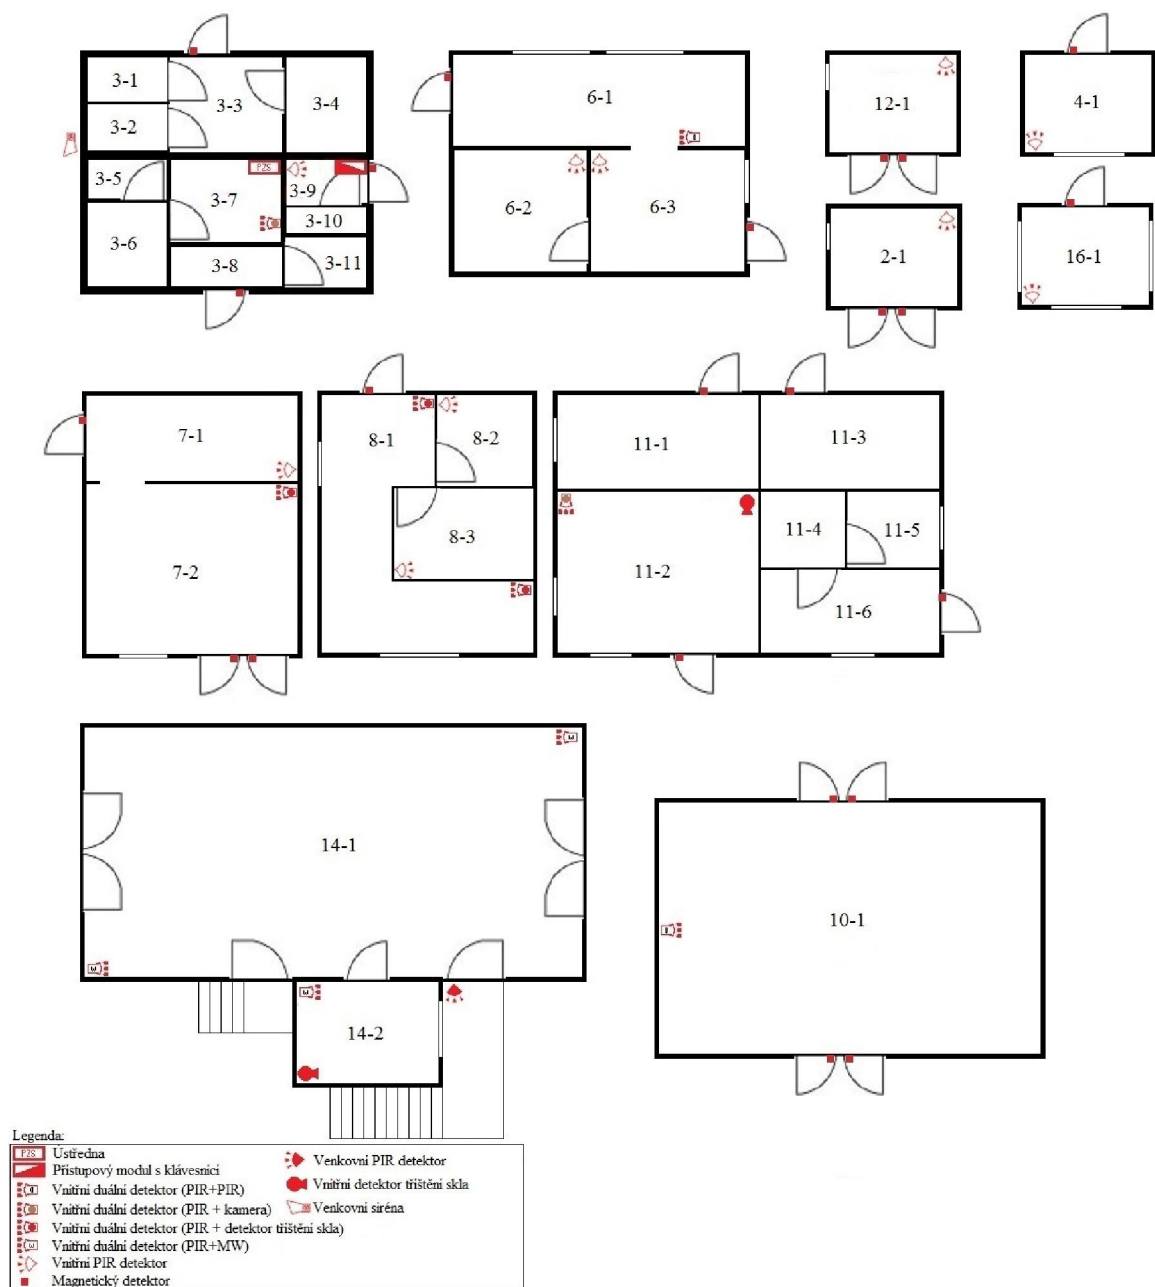 3-1
3-2
3-3
3-4
3-5
3-6
3-7
PZS
3-8
3-9
3-10
3-11
6-1
6-2
6-3
12-1
4-1
2-1
16-1
7-1
7-2
8-1
8-2
8-3
11-1
11-3
11-2
11-4
11-5
11-6
14-1
14-2
10-1
Legenda:
PZS Ústředna
Přístupový modul s klávesnicí
Vnitřní duální detektor (PIR+PIR)
Vnitřní duální detektor (PIR + kamera)
Vnitřní duální detektor (PIR + detektor tříštění skla)
Vnitřní duální detektor (PIR+MW)
Vnitřní PIR detektor
Magnetický detektor
Venkovní PIR detektor
Vnitřní detektor tříštění skla
Venkovní siréna